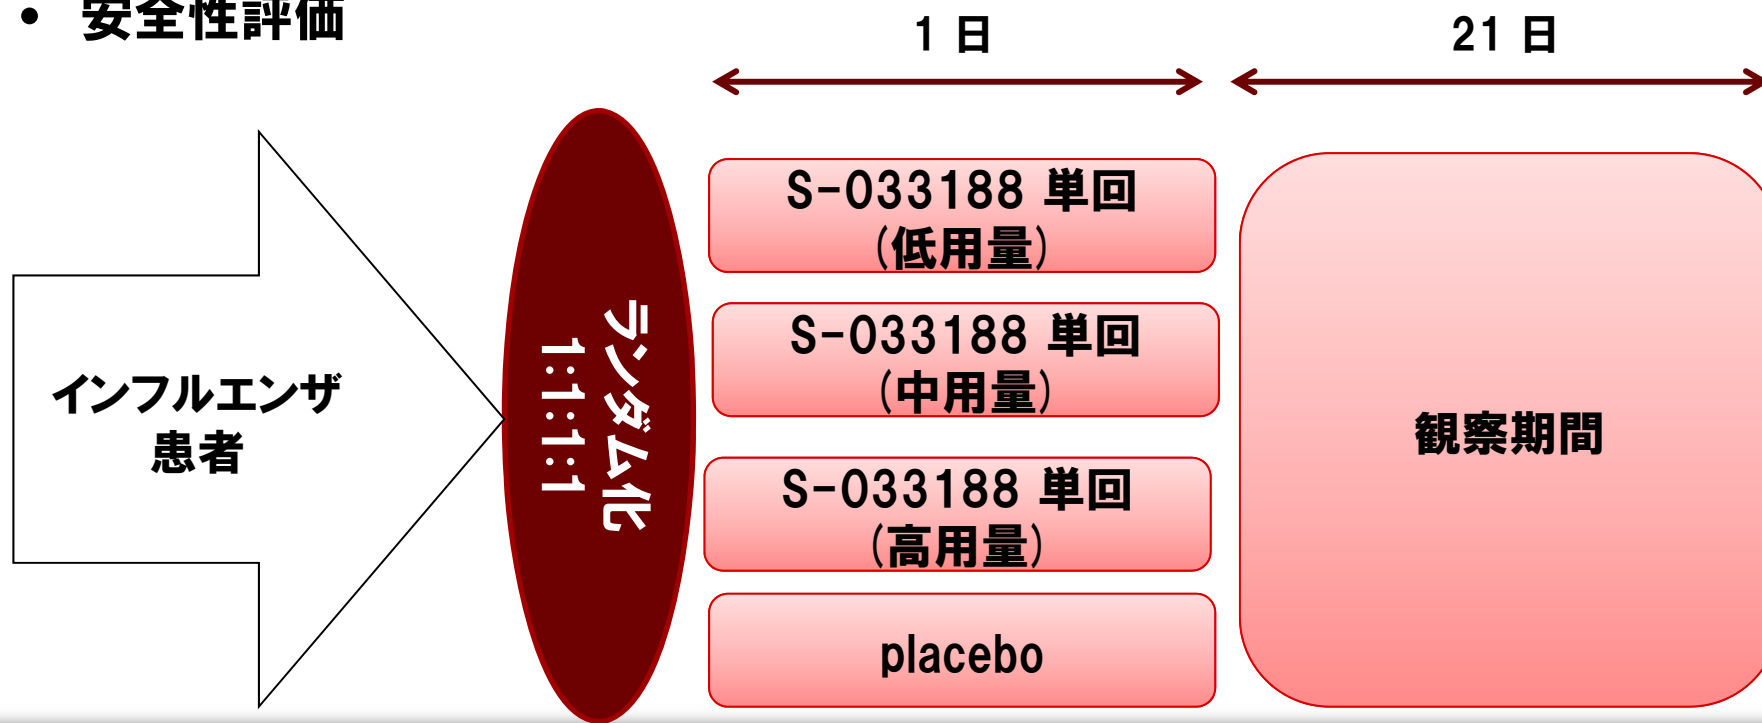 • 安全性評価
1 日
21 日
インフルエンザ
患者
ランダム化
1:1:1:1
S-033188 単回
(低用量)
S-033188 単回
(中用量)
S-033188 単回
(高用量)
placebo
観察期間